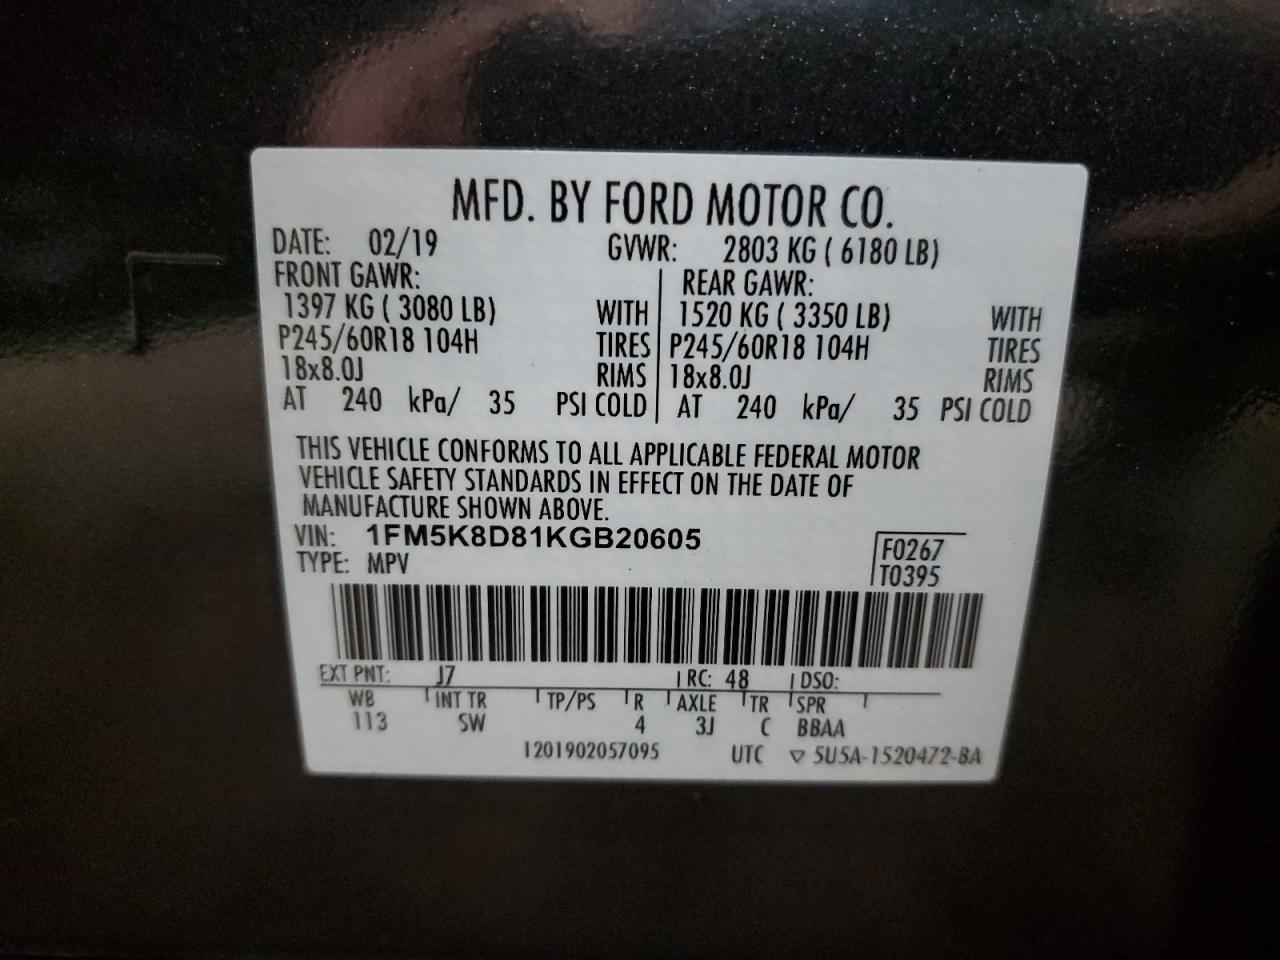 MFD. BY FORD MOTOR CO.
DATE: 02/19 GVWR: 2803 KG ( 6180 LB)
FRONT GAWR: REAR GAWR:
1397 KG ( 3080 LB) WITH 1520 KG ( 3350 LB) WITH
P245/60R18 104H TIRES P245/60R18 104H TIRES
18x8.0J RIMS 18x8.0J RIMS
AT 240 kPa/ 35 PSI COLD AT 240 kPa/ 35 PSI COLD
THIS VEHICLE CONFORMS TO ALL APPLICABLE FEDERAL MOTOR
VEHICLE SAFETY STANDARDS IN EFFECT ON THE DATE OF
MANUFACTURE SHOWN ABOVE.
VIN: 1FM5K8D81KGB20605 F0267
TYPE: MPV T0395
EXT PNT: J7 RC: 48 DSO:
WB INT TR TP/PS R AXLE TR SPR
113 SW 4 3J C BBAA
1201902057095 UTC ▽ 5U5A-1520472-BA